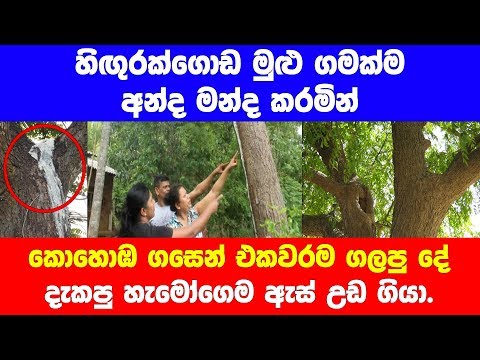 හිඟුරක්ගොඩ මුළු ගමක්ම
අන්ද මන්ද කරමින්
කොහොඹ ගසෙන් එකවරම ගලපු දේ
දැකපු හැමෝගෙම ඇස් උඩ ගියා.